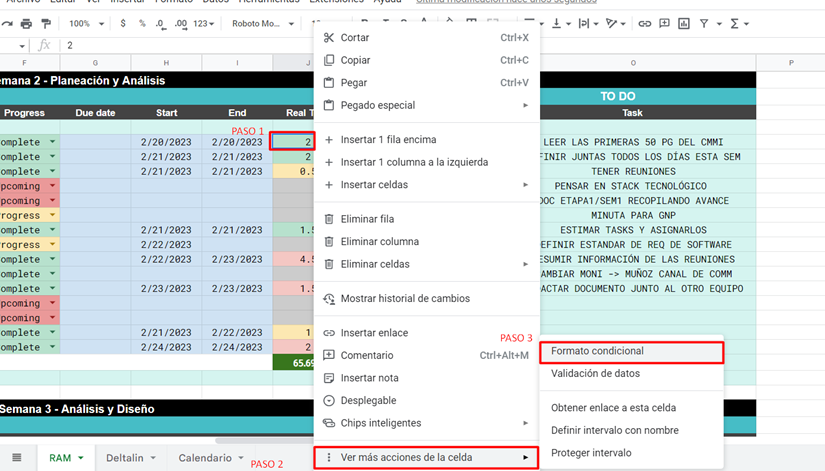 Archivo Editar Ver Insertar Formato Datos Herramientas Extensiones Ayuda Última modificación hace unos segundos
100% $ % .0 .00 123 Roboto Mo...
fx 2
F G H I J O P
emana 2 - Planeación y Análisis
TO DO
Progress Due date Start End Real T Task
PASO 1
omplete 2/20/2023 2/20/2023 2 LEER LAS PRIMERAS 50 PG DEL CMMI
omplete 2/21/2023 2/21/2023 2 FINIR JUNTAS TODOS LOS DÍAS ESTA SEM
omplete 2/21/2023 2/21/2023 0.5 TENER REUNIONES
pcoming PENSAR EN STACK TECNOLÓGICO
pcoming DOC ETAPA1/SEM1 RECOPILANDO AVANCE
Progress MINUTA PARA GNP
omplete 2/21/2023 2/21/2023 1.5 ESTIMAR TASKS Y ASIGNARLOS
Progress 2/22/2023 EFINIR ESTANDAR DE REQ DE SOFTWARE
omplete 2/22/2023 2/23/2023 4.5 ESUMIR INFORMACIÓN DE LAS REUNIONES
pcoming AMBIAR MONI -> MUÑOZ CANAL DE COMM
omplete 2/23/2023 2/23/2023 1.5 ACTAR DOCUMENTO JUNTO AL OTRO EQUIPO
pcoming
pcoming
omplete 2/21/2023 2/22/2023 1
omplete 2/24/2023 2/24/2023 2
65.69
Semana 3 - Análisis y Diseño
Cortar Ctrl+X
Copiar Ctrl+C
Pegar Ctrl+V
Pegado especial
Insertar 1 fila encima
Insertar 1 columna a la izquierda
Insertar celdas
Eliminar fila
Eliminar columna
Eliminar celdas
Mostrar historial de cambios
Insertar enlace
Comentario Ctrl+Alt+M
Insertar nota
Desplegable
Chips inteligentes
Ver más acciones de la celda
PASO 3
Formato condicional
Validación de datos
Obtener enlace a esta celda
Definir intervalo con nombre
Proteger intervalo
RAM Deltalin Calendario
PASO 2